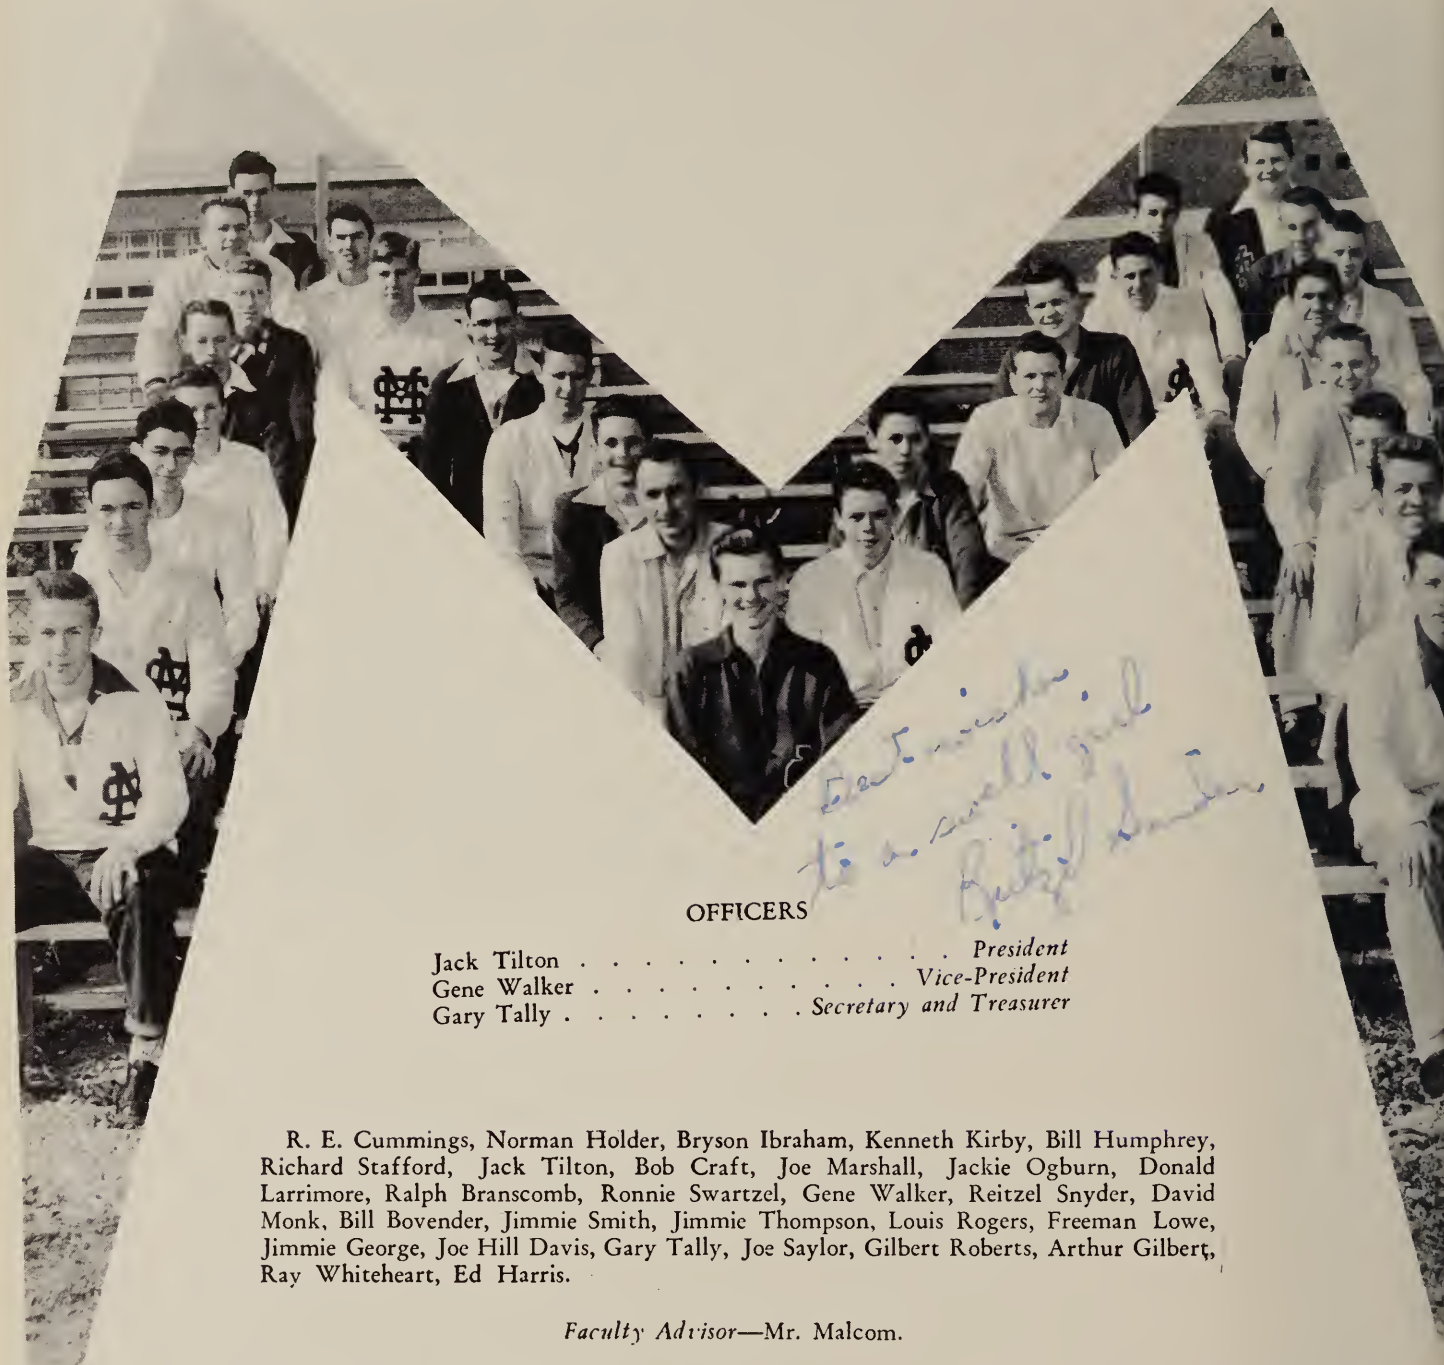 Best wishes
to a swell girl
Reitzel Snyder
OFFICERS
Jack Tilton . . . . . . . . . . . . President
Gene Walker . . . . . . . . . . Vice-President
Gary Tally . . . . . . . . Secretary and Treasurer
R. E. Cummings, Norman Holder, Bryson Ibraham, Kenneth Kirby, Bill Humphrey,
Richard Stafford, Jack Tilton, Bob Craft, Joe Marshall, Jackie Ogburn, Donald
Larrimore, Ralph Branscomb, Ronnie Swartzel, Gene Walker, Reitzel Snyder, David
Monk, Bill Bovender, Jimmie Smith, Jimmie Thompson, Louis Rogers, Freeman Lowe,
Jimmie George, Joe Hill Davis, Gary Tally, Joe Saylor, Gilbert Roberts, Arthur Gilbert,
Ray Whiteheart, Ed Harris.
Faculty Advisor—Mr. Malcom.